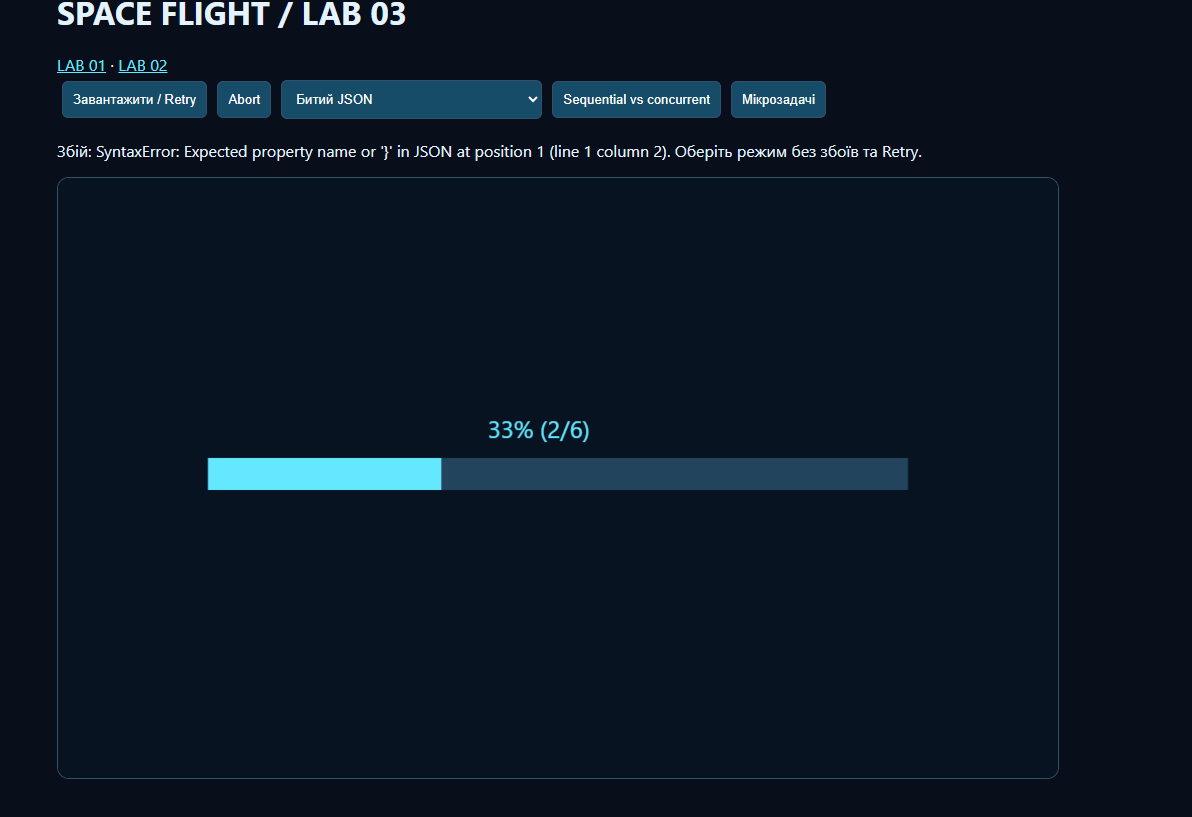 SPACE FLIGHT / LAB 03
LAB 01 · LAB 02
Завантажити / Retry Abort Битий JSON Sequential vs concurrent Мікрозадачі
Збій: SyntaxError: Expected property name or '}' in JSON at position 1 (line 1 column 2). Оберіть режим без збоїв та Retry.
33% (2/6)